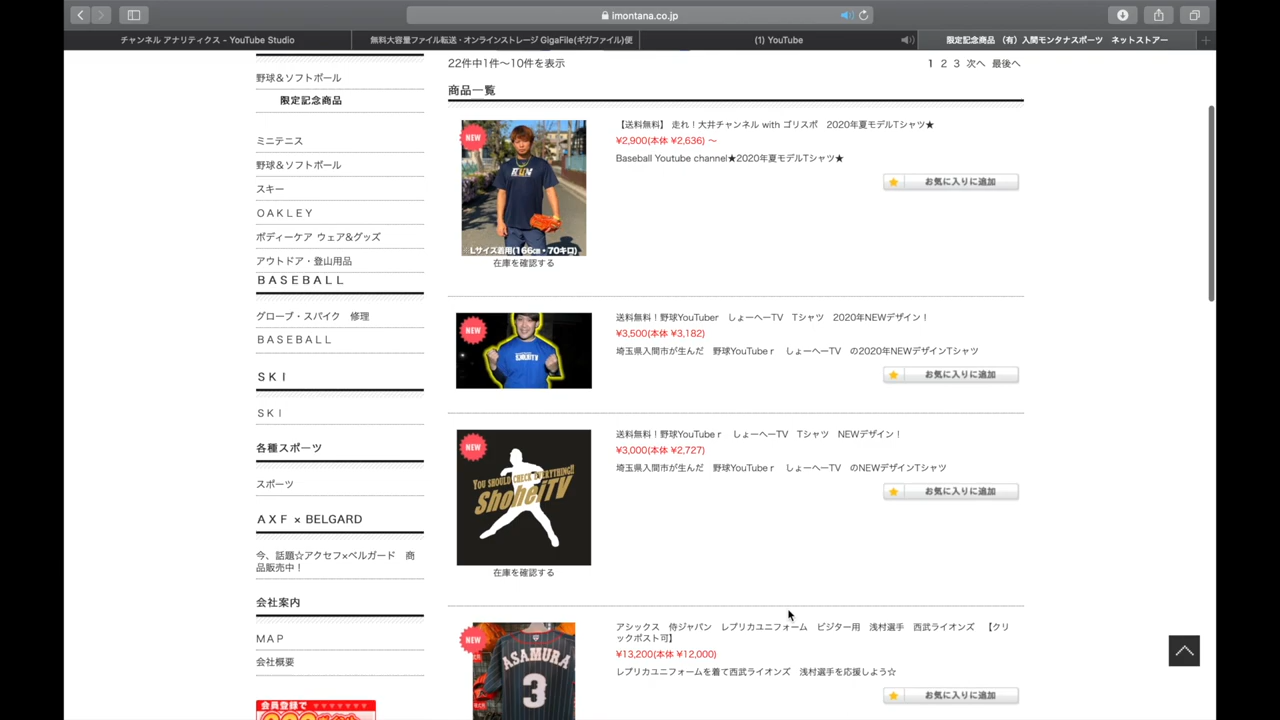 imontana.co.jp
チャンネル アナリティクス - YouTube Studio
無料大容量ファイル転送・オンラインストレージ GigaFile(ギガファイル)便
(1) YouTube
限定記念商品 （有）入間モンタナスポーツ ネットストアー
野球＆ソフトボール
限定記念商品
ミニテニス
野球＆ソフトボール
スキー
ＯＡＫＬＥＹ
ボディーケア ウェア&グッズ
アウトドア・登山用品
ＢＡＳＥＢＡＬＬ
グローブ・スパイク　修理
ＢＡＳＥＢＡＬＬ
ＳＫＩ
ＳＫＩ
各種スポーツ
スポーツ
ＡＸＦ × BELGARD
今、話題☆アクセフ×ベルガード　商
品販売中！
会社案内
ＭＡＰ
会社概要
会員登録で
22件中1件〜10件を表示
1 2 3 次へ 最後へ
商品一覧
NEW
RUN
Lサイズ着用(166㎝・70キロ)
在庫を確認する
【送料無料】 走れ！大井チャンネル with ゴリスポ　2020年夏モデルTシャツ★
¥2,900(本体 ¥2,636) 〜
Baseball Youtube channel★2020年夏モデルTシャツ★
お気に入りに追加
NEW
送料無料！野球YouTuber　しょーへーTV　Tシャツ　2020年NEWデザイン！
¥3,500(本体 ¥3,182)
埼玉県入間市が生んだ　野球YouTubeｒ　しょーへーTV　の2020年NEWデザインTシャツ
お気に入りに追加
NEW
YOU SHOULD CHECK EVERYTHING!!
ShoheiTV
在庫を確認する
送料無料！野球YouTubeｒ　しょーへーTV　Tシャツ　NEWデザイン！
¥3,000(本体 ¥2,727)
埼玉県入間市が生んだ　野球YouTubeｒ　しょーへーTV　のNEWデザインTシャツ
お気に入りに追加
NEW
ASAMURA
3
アシックス　侍ジャパン　レプリカユニフォーム　ビジター用　浅村選手　西武ライオンズ　【クリ
ックポスト可】
¥13,200(本体 ¥12,000)
レプリカユニフォームを着て西武ライオンズ　浅村選手を応援しよう☆
お気に入りに追加